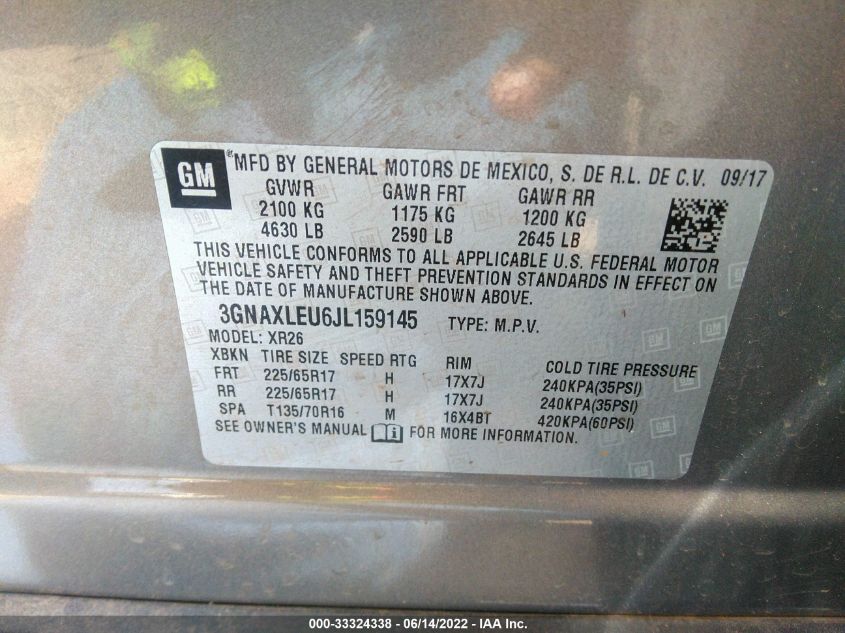 GM ® MFD BY GENERAL MOTORS DE MEXICO, S. DE R.L. DE C.V. 09/17
GVWR GAWR FRT GAWR RR
2100 KG 1175 KG 1200 KG
4630 LB 2590 LB 2645 LB
THIS VEHICLE CONFORMS TO ALL APPLICABLE U.S. FEDERAL MOTOR
VEHICLE SAFETY AND THEFT PREVENTION STANDARDS IN EFFECT ON
THE DATE OF MANUFACTURE SHOWN ABOVE.
3GNAXLEU6JL159145 TYPE: M.P.V.
MODEL: XR26
XBKN TIRE SIZE SPEED RTG RIM COLD TIRE PRESSURE
FRT 225/65R17 H 17X7J 240KPA(35PSI)
RR 225/65R17 H 17X7J 240KPA(35PSI)
SPA T135/70R16 M 16X4BT 420KPA(60PSI)
SEE OWNER'S MANUAL FOR MORE INFORMATION.
000-33324338 - 06/14/2022 - IAA Inc.